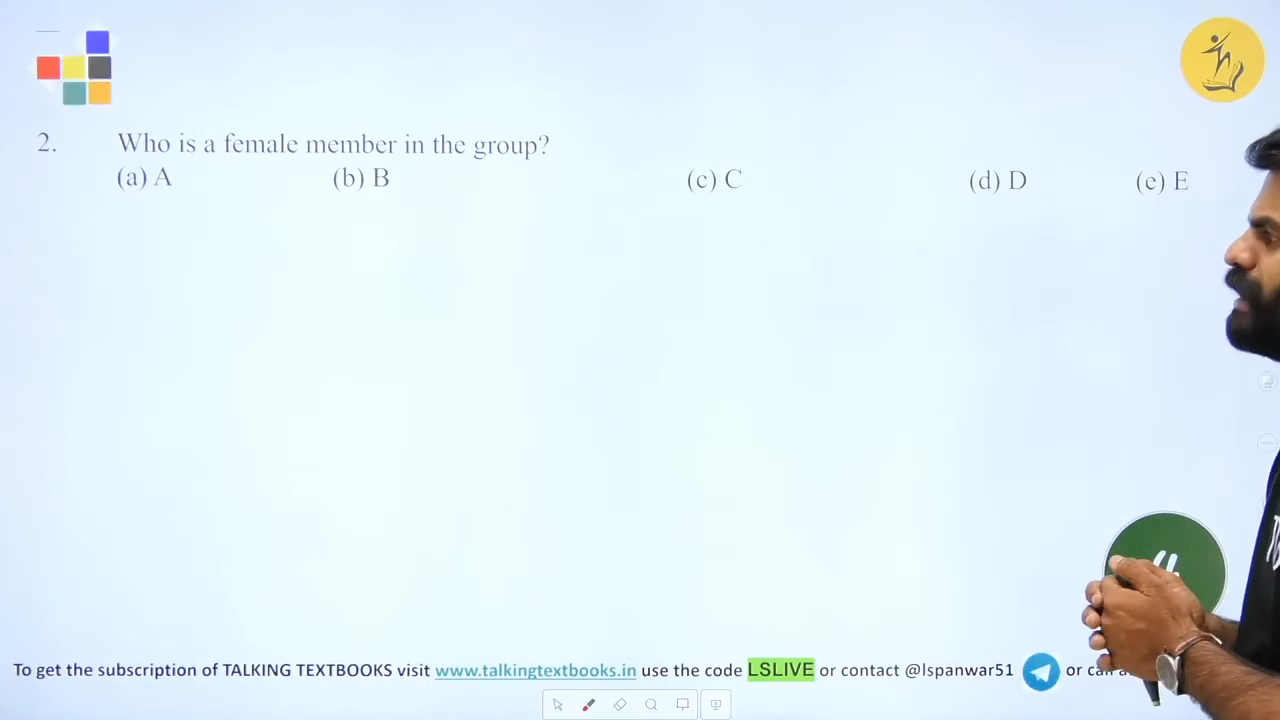 2. Who is a female member in the group?
(a) A (b) B (c) C (d) D (e) E
To get the subscription of TALKING TEXTBOOKS visit www.talkingtextbooks.in use the code LSLIVE or contact @lspanwar51 or